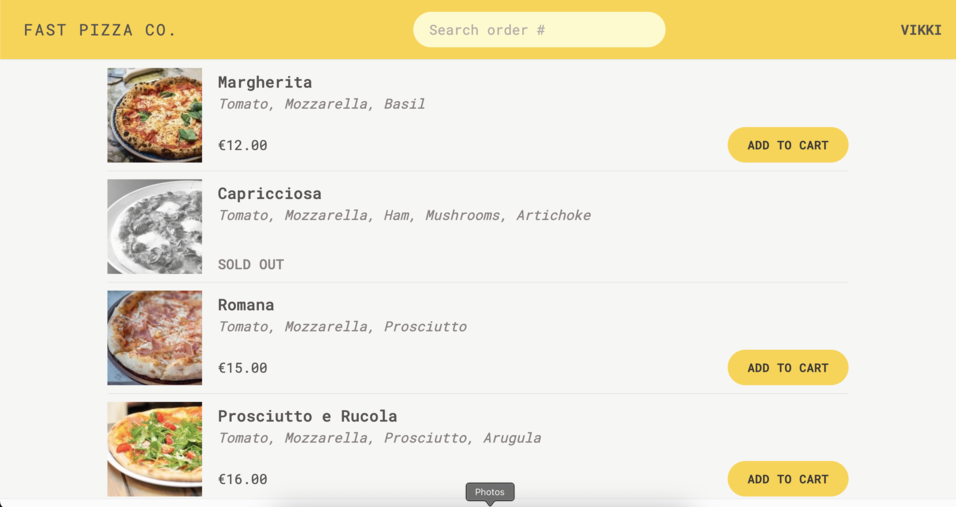 FAST PIZZA CO.
Search order #
VIKKI
Margherita
Tomato, Mozzarella, Basil
€12.00
ADD TO CART
Capricciosa
Tomato, Mozzarella, Ham, Mushrooms, Artichoke
SOLD OUT
Romana
Tomato, Mozzarella, Prosciutto
€15.00
ADD TO CART
Prosciutto e Rucola
Tomato, Mozzarella, Prosciutto, Arugula
€16.00
ADD TO CART
Photos